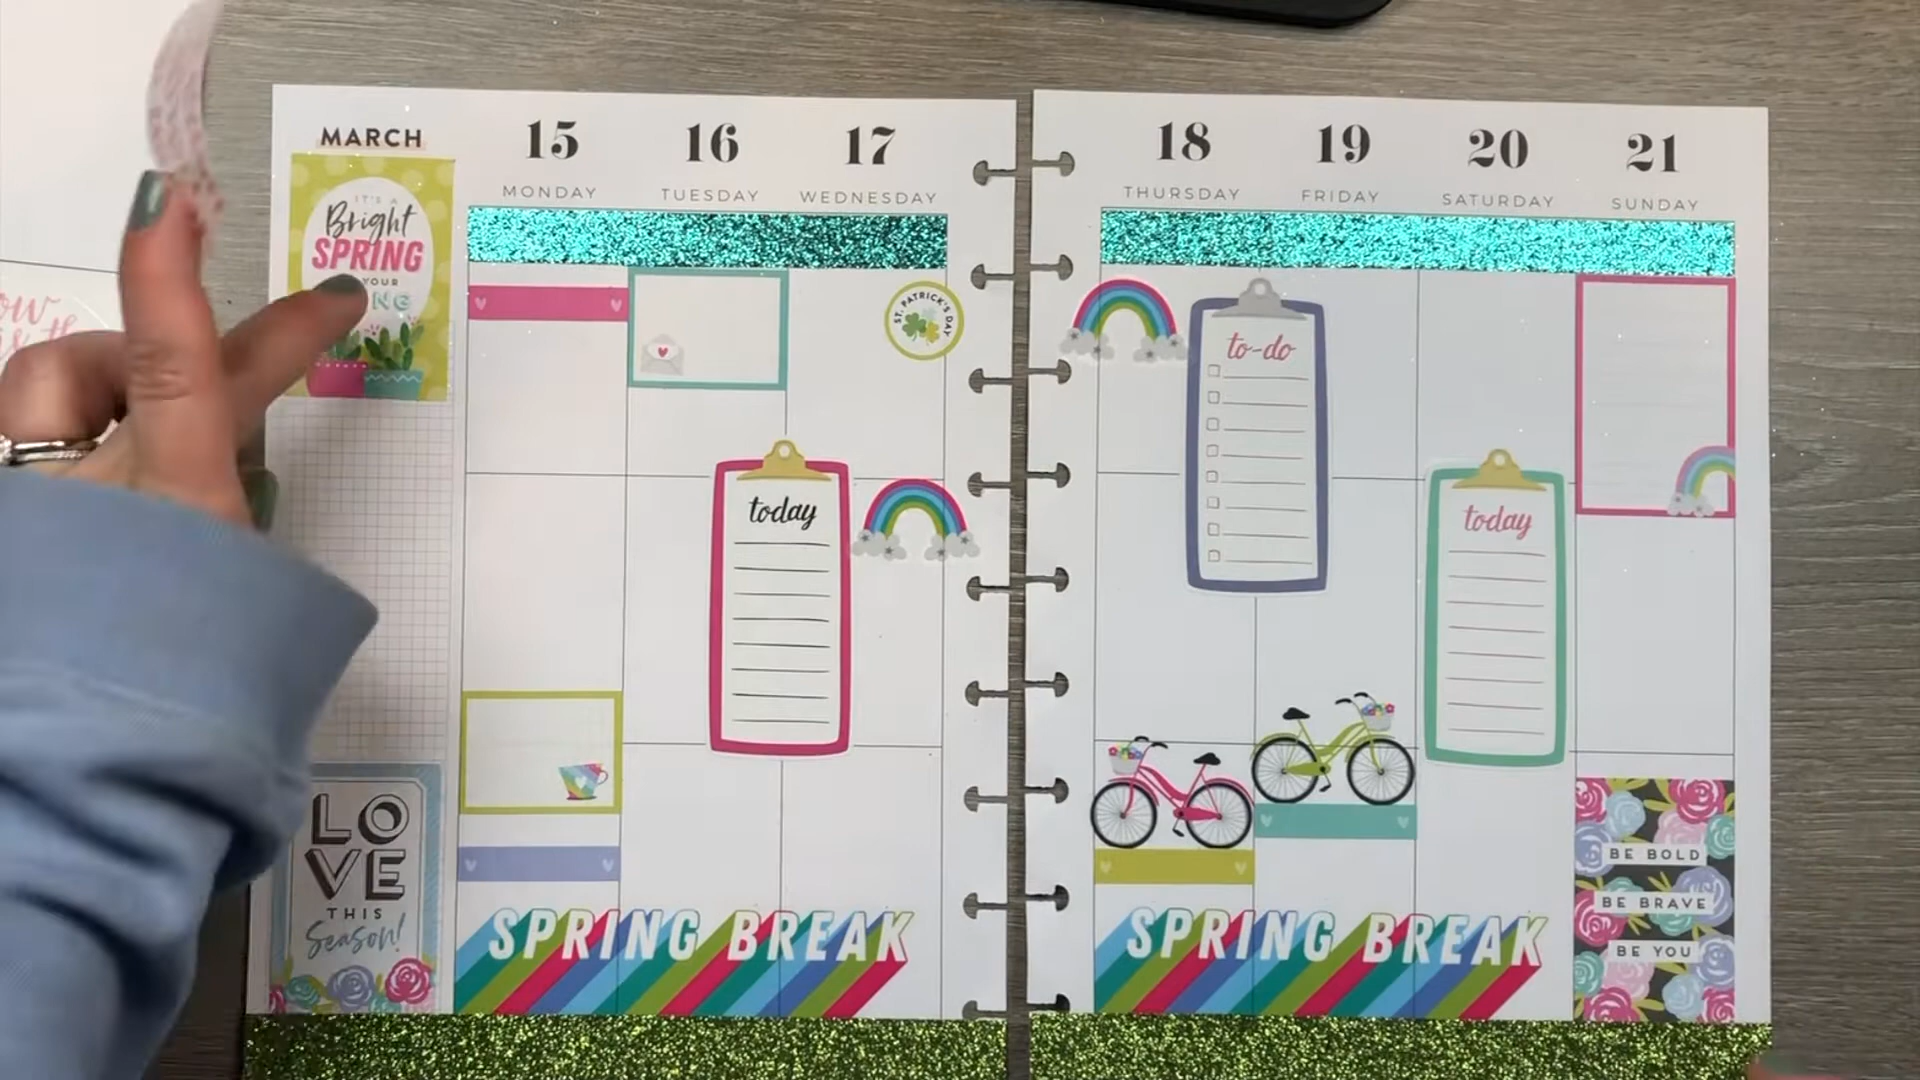 MARCH
15
16
17
18
19
20
21
MONDAY
TUESDAY
WEDNESDAY
THURSDAY
FRIDAY
SATURDAY
SUNDAY
IT'S A
Bright
SPRING
YOUR
NG
ST. PATRICK'S DAY
to-do
today
today
LO
VE
THIS
Season!
BE BOLD
BE BRAVE
BE YOU
SPRING BREAK
SPRING BREAK